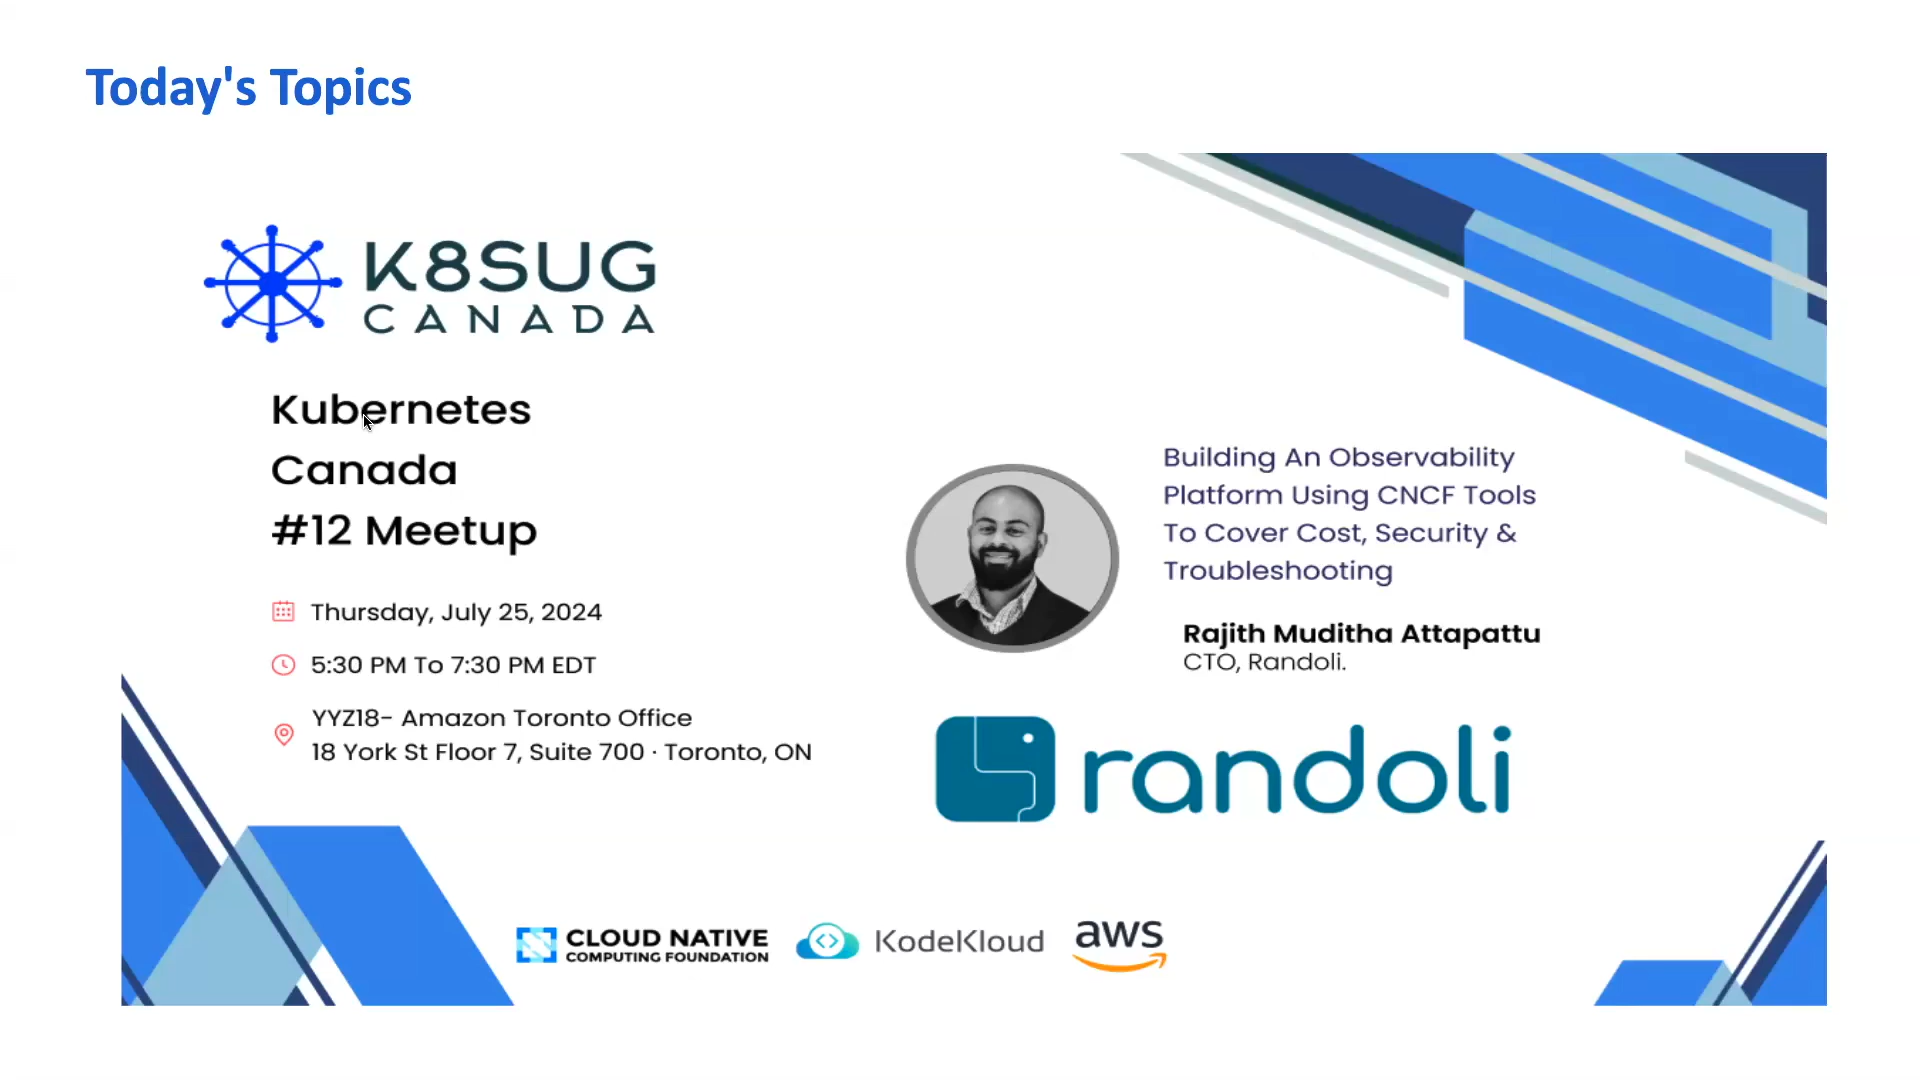 Today's Topics
K8SUG
CANADA
Kubernetes
Canada
#12 Meetup
Thursday, July 25, 2024
5:30 PM To 7:30 PM EDT
YYZ18- Amazon Toronto Office
18 York St Floor 7, Suite 700 · Toronto, ON
Building An Observability
Platform Using CNCF Tools
To Cover Cost, Security &
Troubleshooting
Rajith Muditha Attapattu
CTO, Randoli.
randoli
CLOUD NATIVE
COMPUTING FOUNDATION
KodeKloud
aws